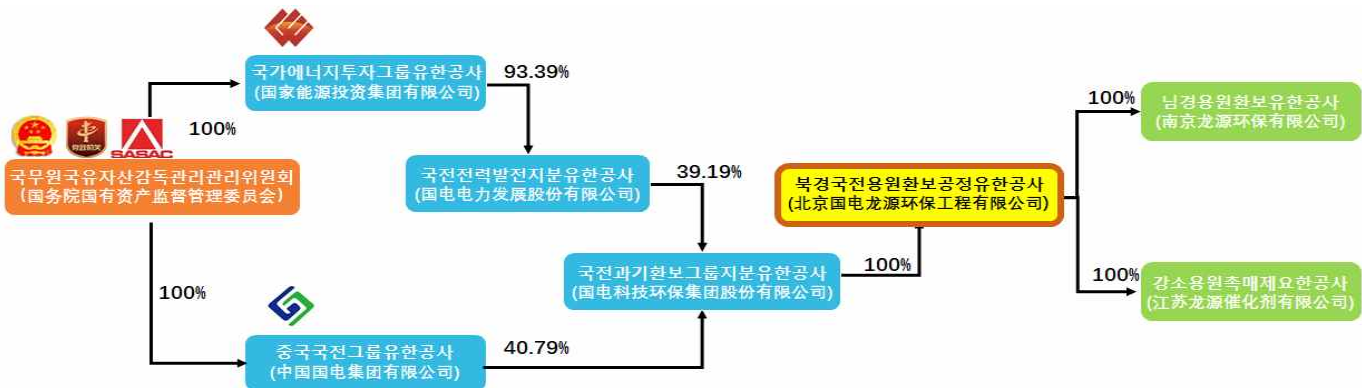 국가에너지투자그룹유한공사
(国家能源投资集团有限公司)
93.39%
100%
SASAC
국무원국유자산감독관리관리위원회
(国务院国有资产监督管理委员会)
국전전력발전지분유한공사
(国电电力发展股份有限公司)
39.19%
북경국전용원환보공정유한공사
(北京国电龙源环保工程有限公司)
100%
님경용원환보유한공사
(南京龙源环保有限公司)
국전과기환보그룹지분유한공사
(国电科技环保集团股份有限公司)
100%
100%
강소용원촉매제요한공사
(江苏龙源催化剂有限公司)
100%
중국국전그룹유한공사
(中国国电集团有限公司)
40.79%